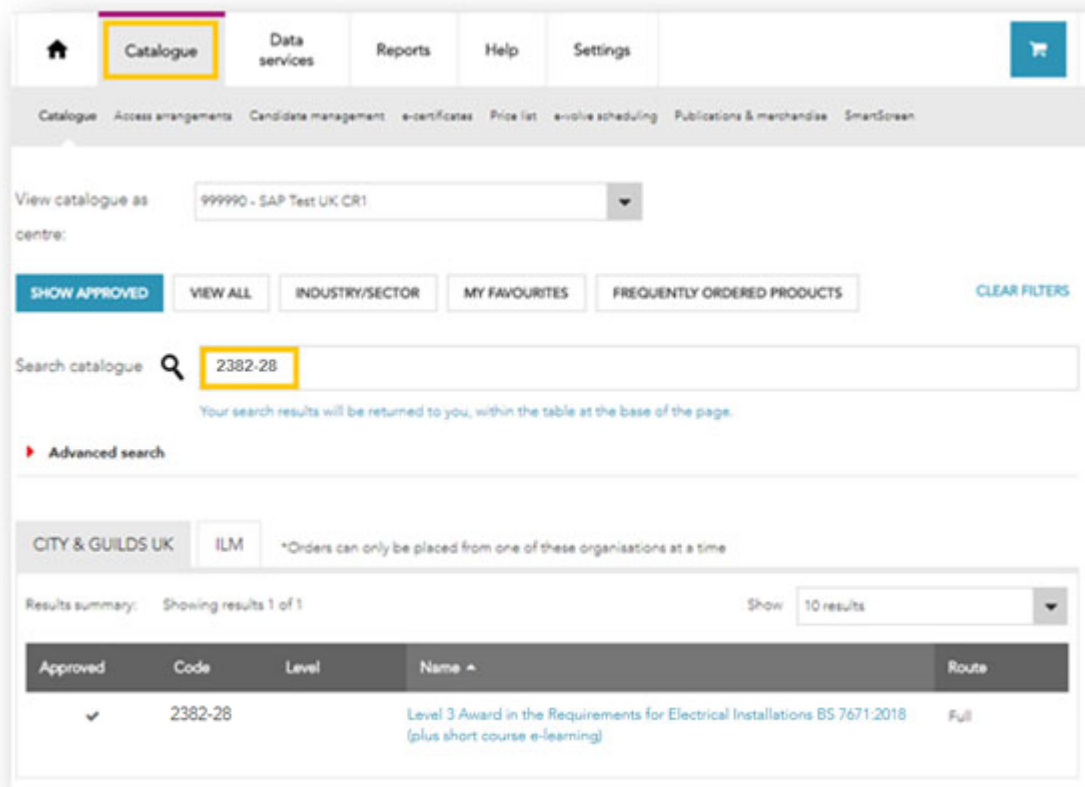 Catalogue
Data
services
Reports
Help
Settings
Catalogue Access arrangements Candidate management e-certificates Price list e-volve scheduling Publications & merchandise SmartScreen
View catalogue as
centre:
999990 - SAP Test UK CR1
SHOW APPROVED VIEW ALL INDUSTRY/SECTOR MY FAVOURITES FREQUENTLY ORDERED PRODUCTS CLEAR FILTERS
Search catalogue 2382-28
Your search results will be returned to you, within the table at the base of the page.
Advanced search
CITY & GUILDS UK ILM *Orders can only be placed from one of these organisations at a time
Results summary: Showing results 1 of 1 Show 10 results
Approved Code Level Name Route
2382-28 Level 3 Award in the Requirements for Electrical Installations BS 7671:2018 Full
(plus short course e-learning)